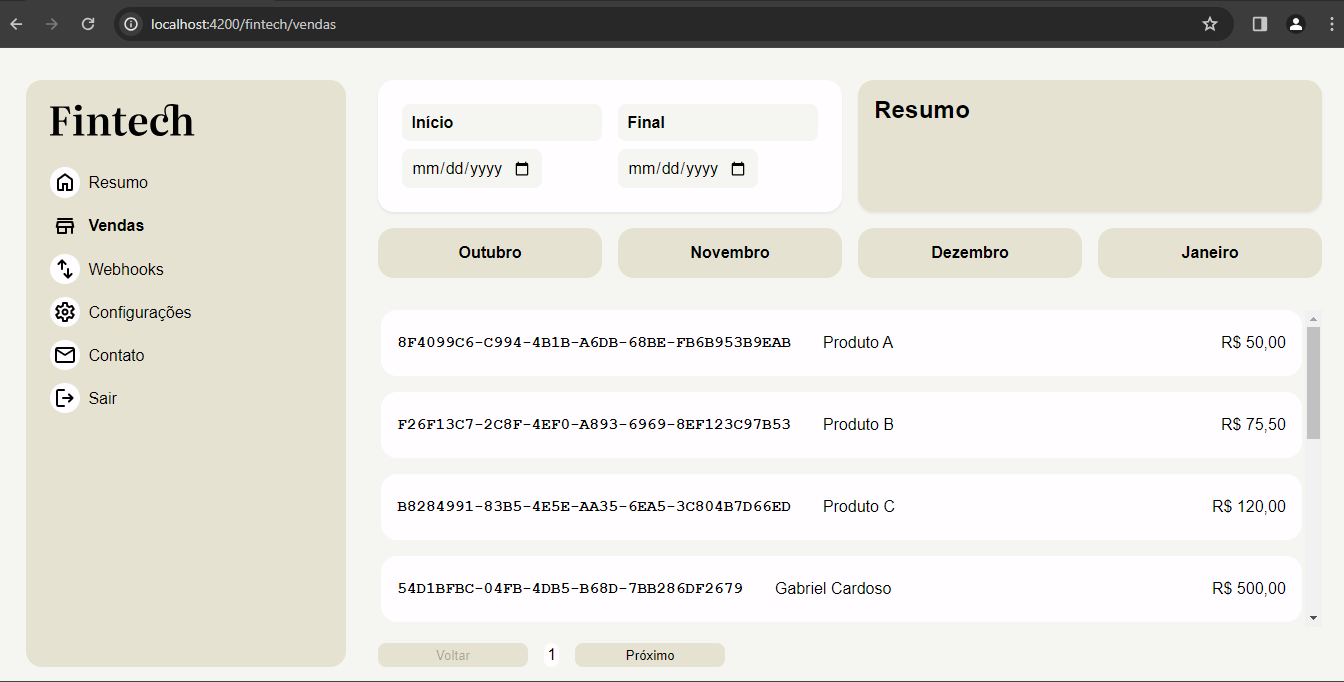 localhost:4200/fintech/vendas
Fintech
Resumo
Vendas
Webhooks
Configurações
Contato
Sair
Início Final
mm/dd/yyyy mm/dd/yyyy
Resumo
Outubro Novembro Dezembro Janeiro
8F4099C6-C994-4B1B-A6DB-68BE-FB6B953B9EAB Produto A R$ 50,00
F26F13C7-2C8F-4EF0-A893-6969-8EF123C97B53 Produto B R$ 75,50
B8284991-83B5-4E5E-AA35-6EA5-3C804B7D66ED Produto C R$ 120,00
54D1BFBC-04FB-4DB5-B68D-7BB286DF2679 Gabriel Cardoso R$ 500,00
Voltar 1 Próximo